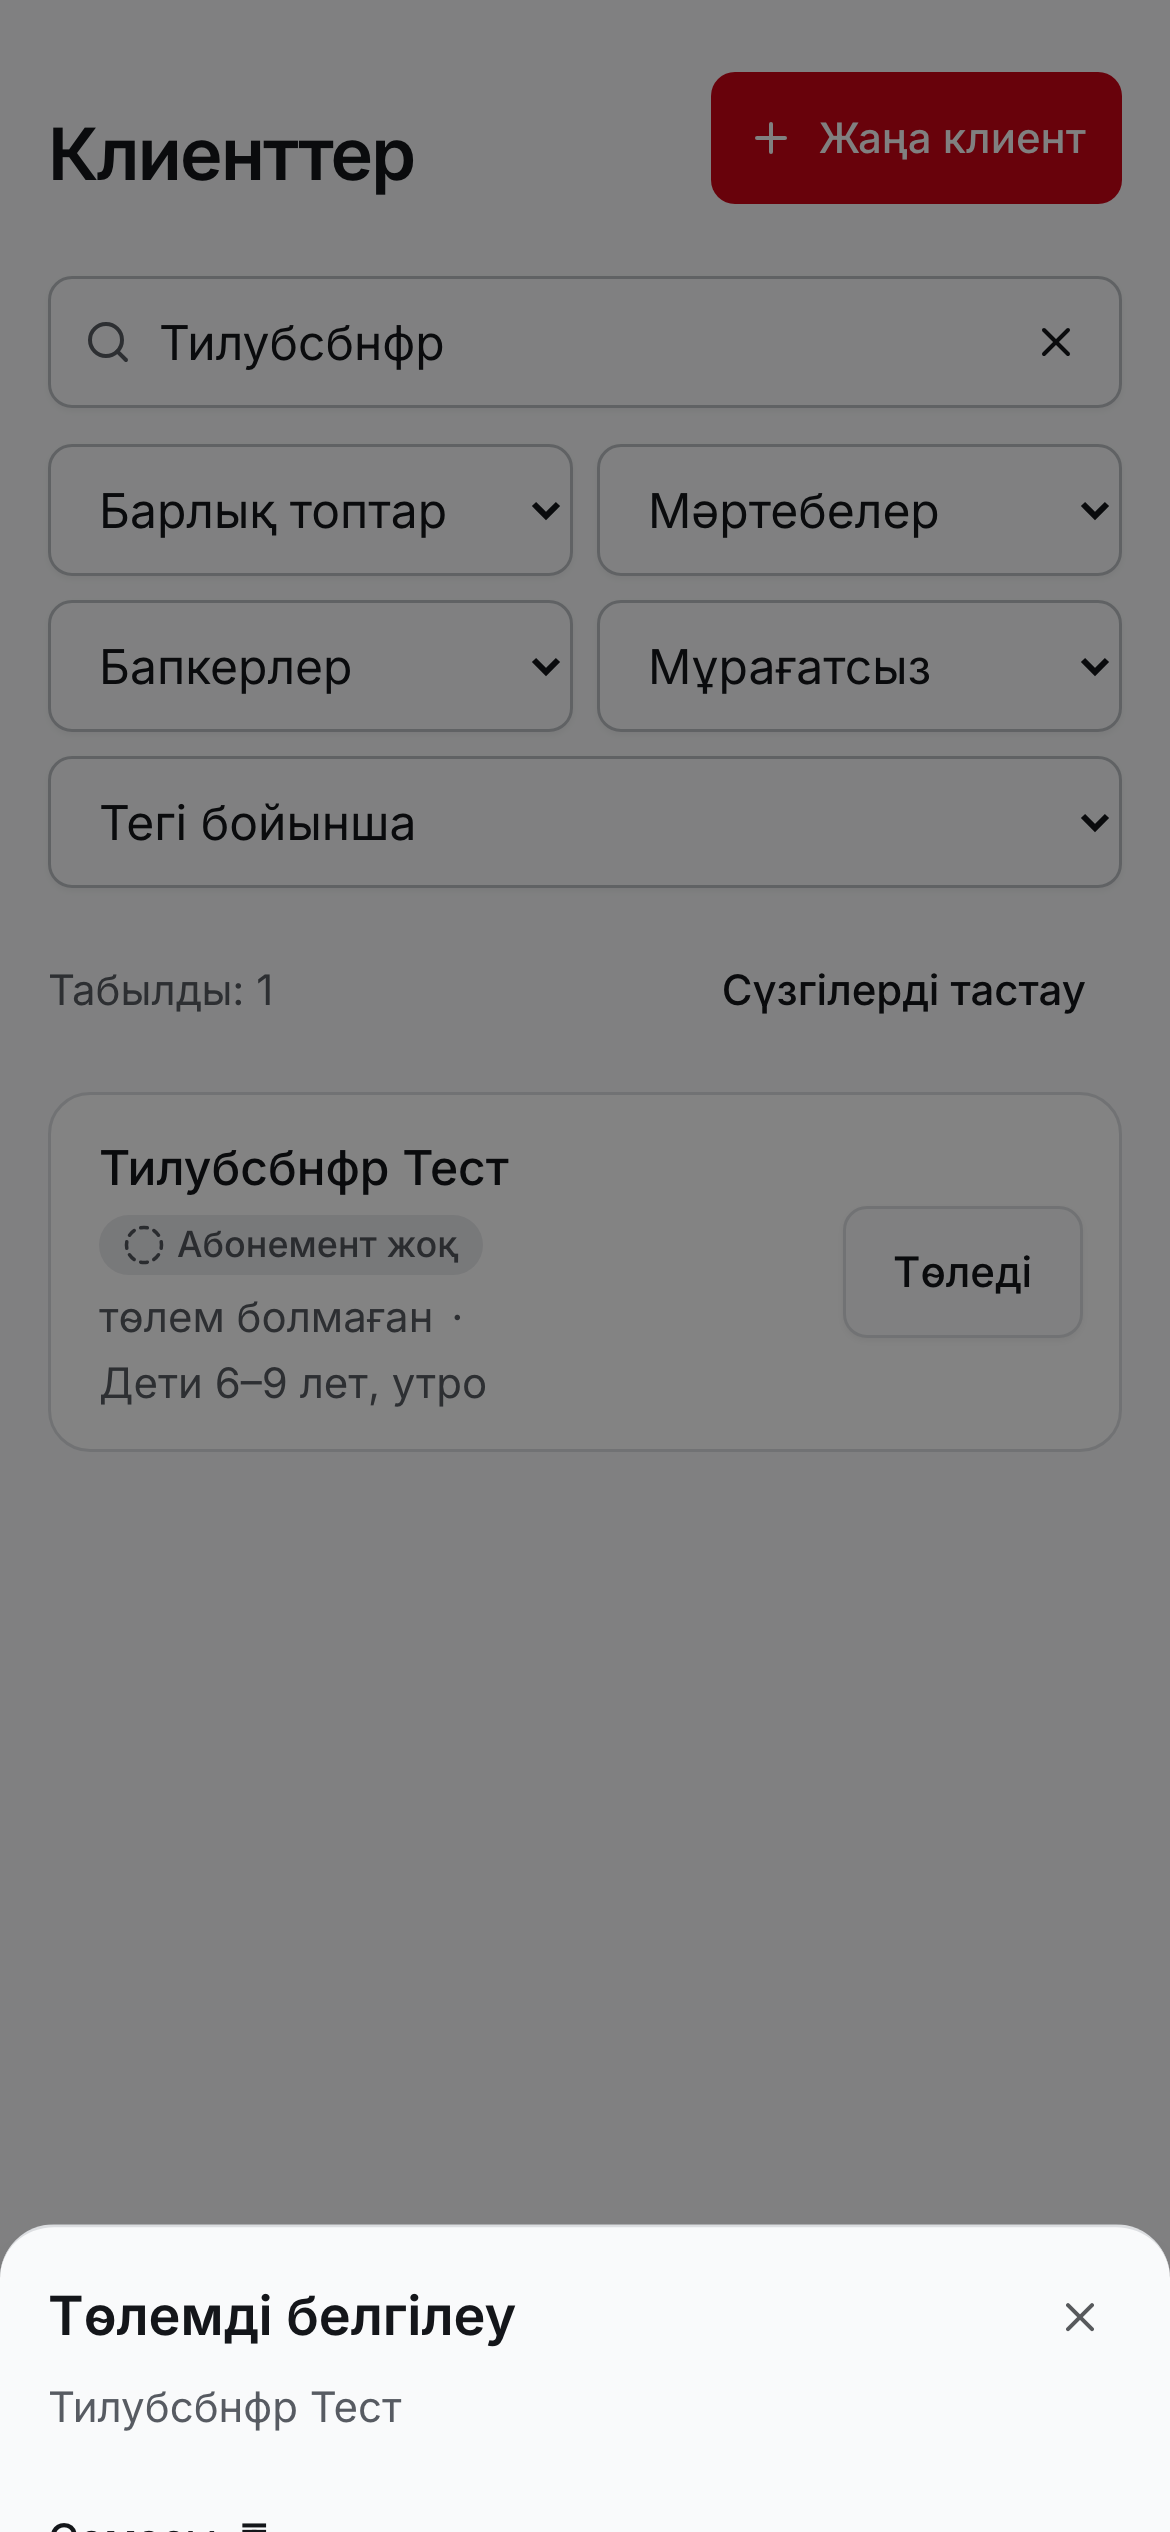 Клиенттер
Жаңа клиент
Тилубсбнфр
Барлық топтар
Мәртебелер
Бапкерлер
Мұрағатсыз
Тегі бойынша
Табылды: 1
Сүзгілерді тастау
Тилубсбнфр Тест
Абонемент жоқ
төлем болмаған ·
Дети 6–9 лет, утро
Төледі
Төлемді белгілеу
Тилубсбнфр Тест